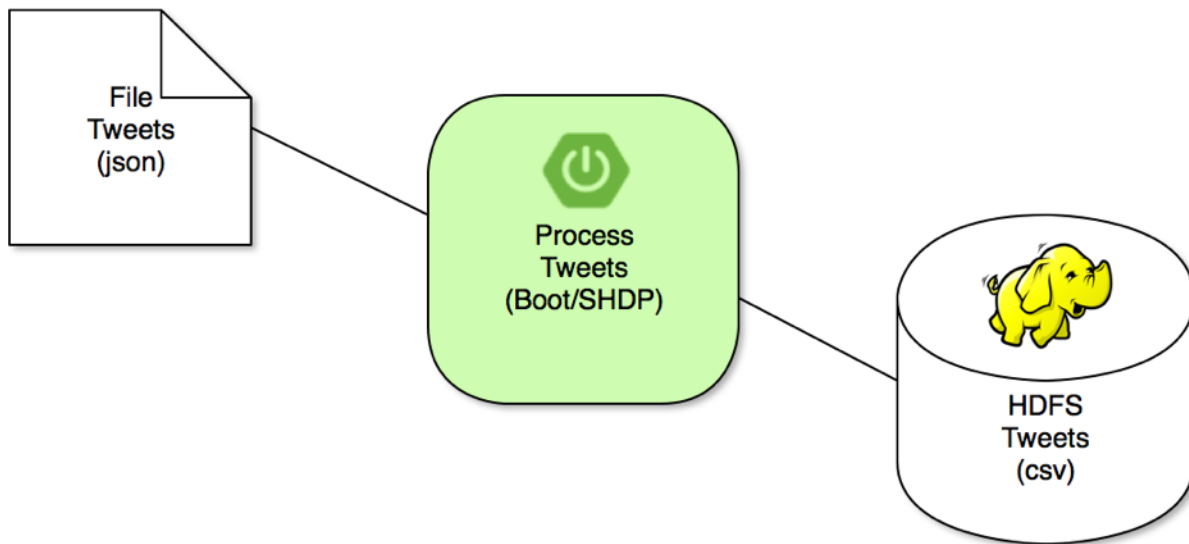 File
Tweets
(json)
Process
Tweets
(Boot/SHDP)
HDFS
Tweets
(csv)